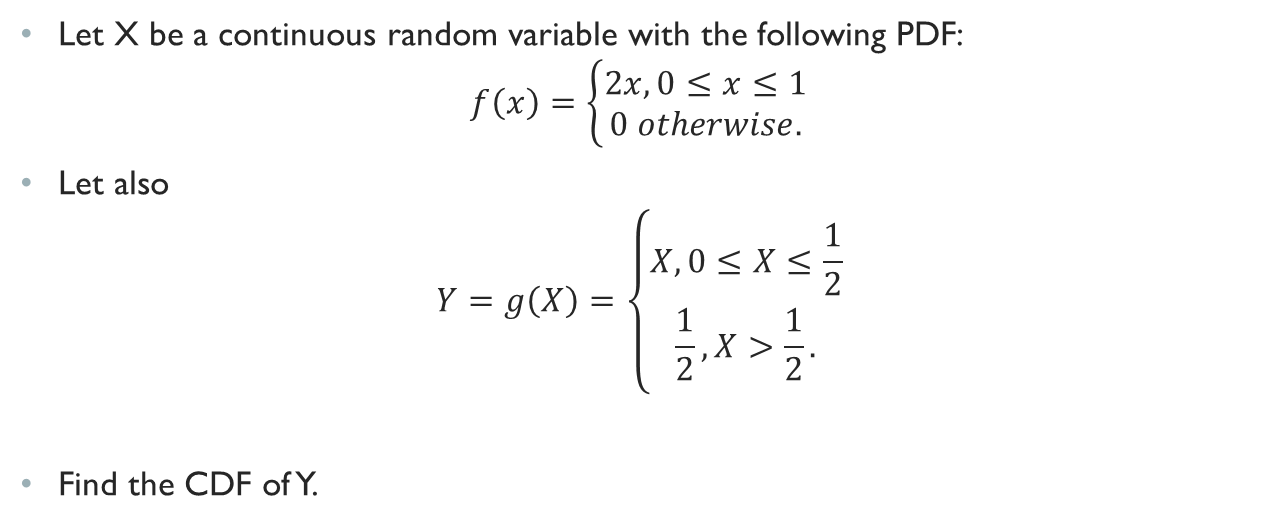 • Let X be a continuous random variable with the following PDF:
f(x) = { 2x, 0 ≤ x ≤ 1
0 otherwise.
• Let also
Y = g(X) = { X, 0 ≤ X ≤ 1/2
1/2, X > 1/2.
• Find the CDF of Y.